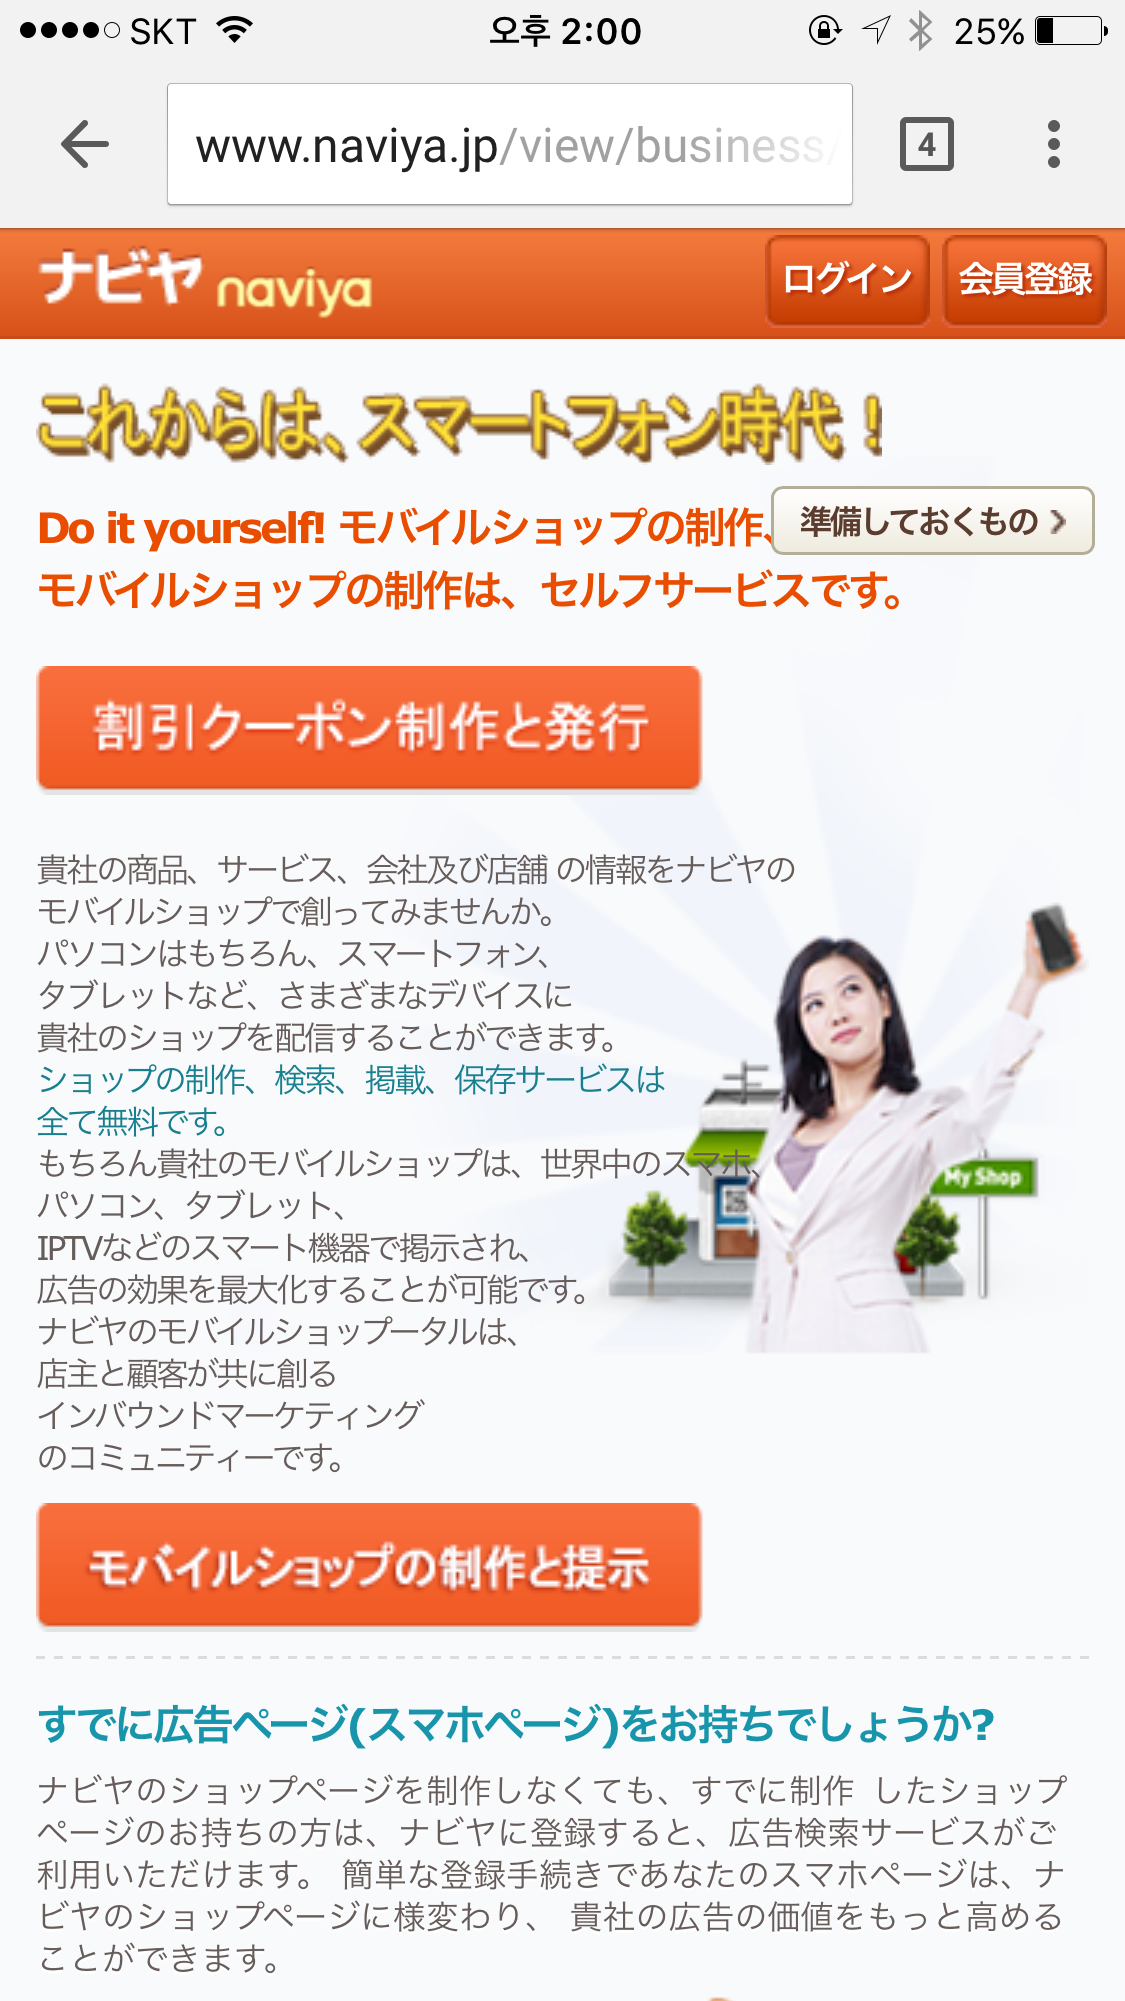 SKT 오후 2:00 25%
www.naviya.jp/view/business/
4
ナビヤ naviya
ログイン
会員登録
これからは、スマートフォン時代！
Do it yourself! モバイルショップの制作、
準備しておくもの
モバイルショップの制作は、セルフサービスです。
割引クーポン制作と発行
貴社の商品、サービス、会社及び店舗 の情報をナビヤの
モバイルショップで創ってみませんか。
パソコンはもちろん、スマートフォン、
タブレットなど、さまざまなデバイスに
貴社のショップを配信することができます。
ショップの制作、検索、掲載、保存サービスは
全て無料です。
もちろん貴社のモバイルショップは、世界中のスマホ、
パソコン、タブレット、
IPTVなどのスマート機器で掲示され、
広告の効果を最大化することが可能です。
ナビヤのモバイルショップータルは、
店主と顧客が共に創る
インバウンドマーケティング
のコミュニティーです。
My Shop
モバイルショップの制作と提示
すでに広告ページ(スマホページ)をお持ちでしょうか?
ナビヤのショップページを制作しなくても、すでに制作 したショップ
ページのお持ちの方は、ナビヤに登録すると、広告検索サービスがご
利用いただけます。 簡単な登録手続きであなたのスマホページは、ナ
ビヤのショップページに様変わり、 貴社の広告の価値をもっと高める
ことができます。